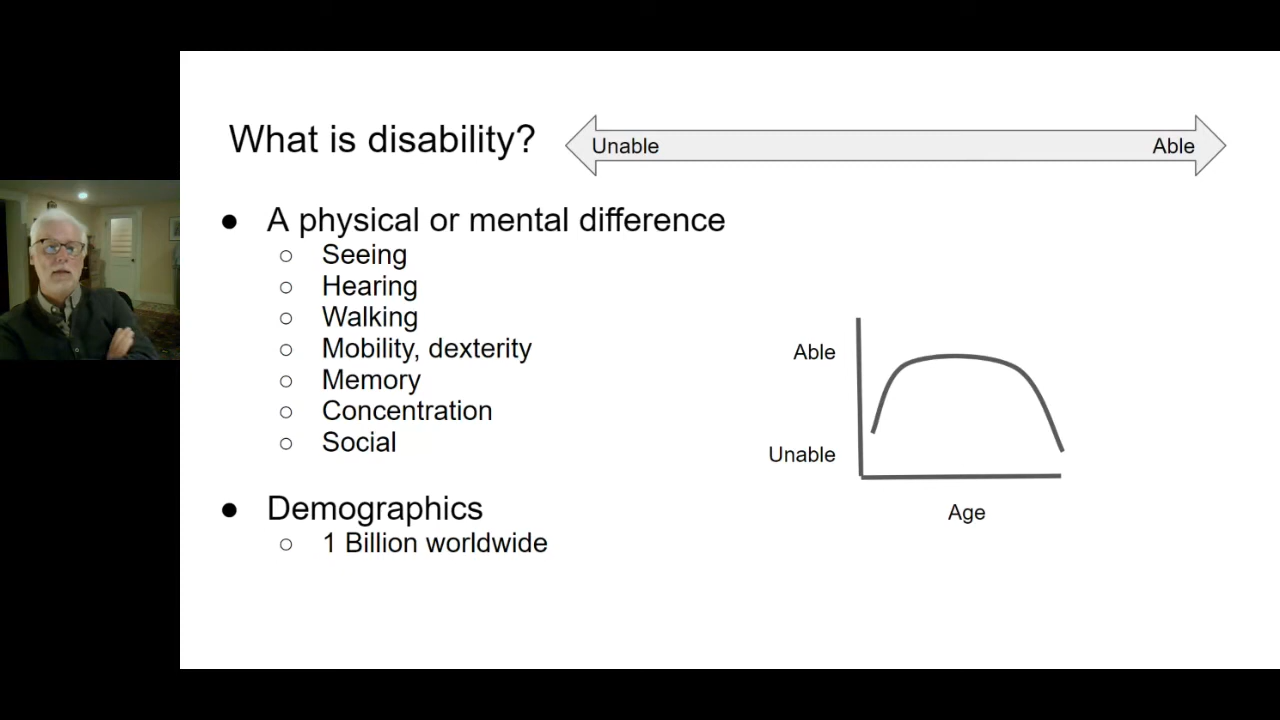 What is disability?
Unable
Able
● A physical or mental difference
○ Seeing
○ Hearing
○ Walking
○ Mobility, dexterity
○ Memory
○ Concentration
○ Social
● Demographics
○ 1 Billion worldwide
Able
Unable
Age